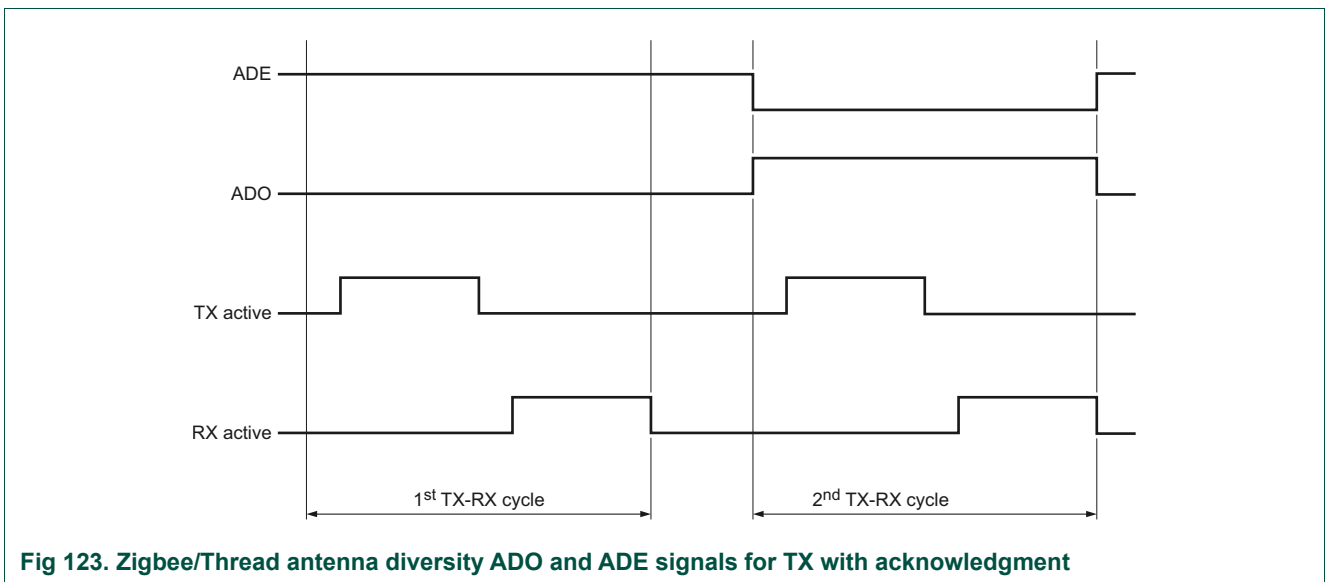 ADE
ADO
TX active
RX active
1st TX-RX cycle
2nd TX-RX cycle
Fig 123. Zigbee/Thread antenna diversity ADO and ADE signals for TX with acknowledgment